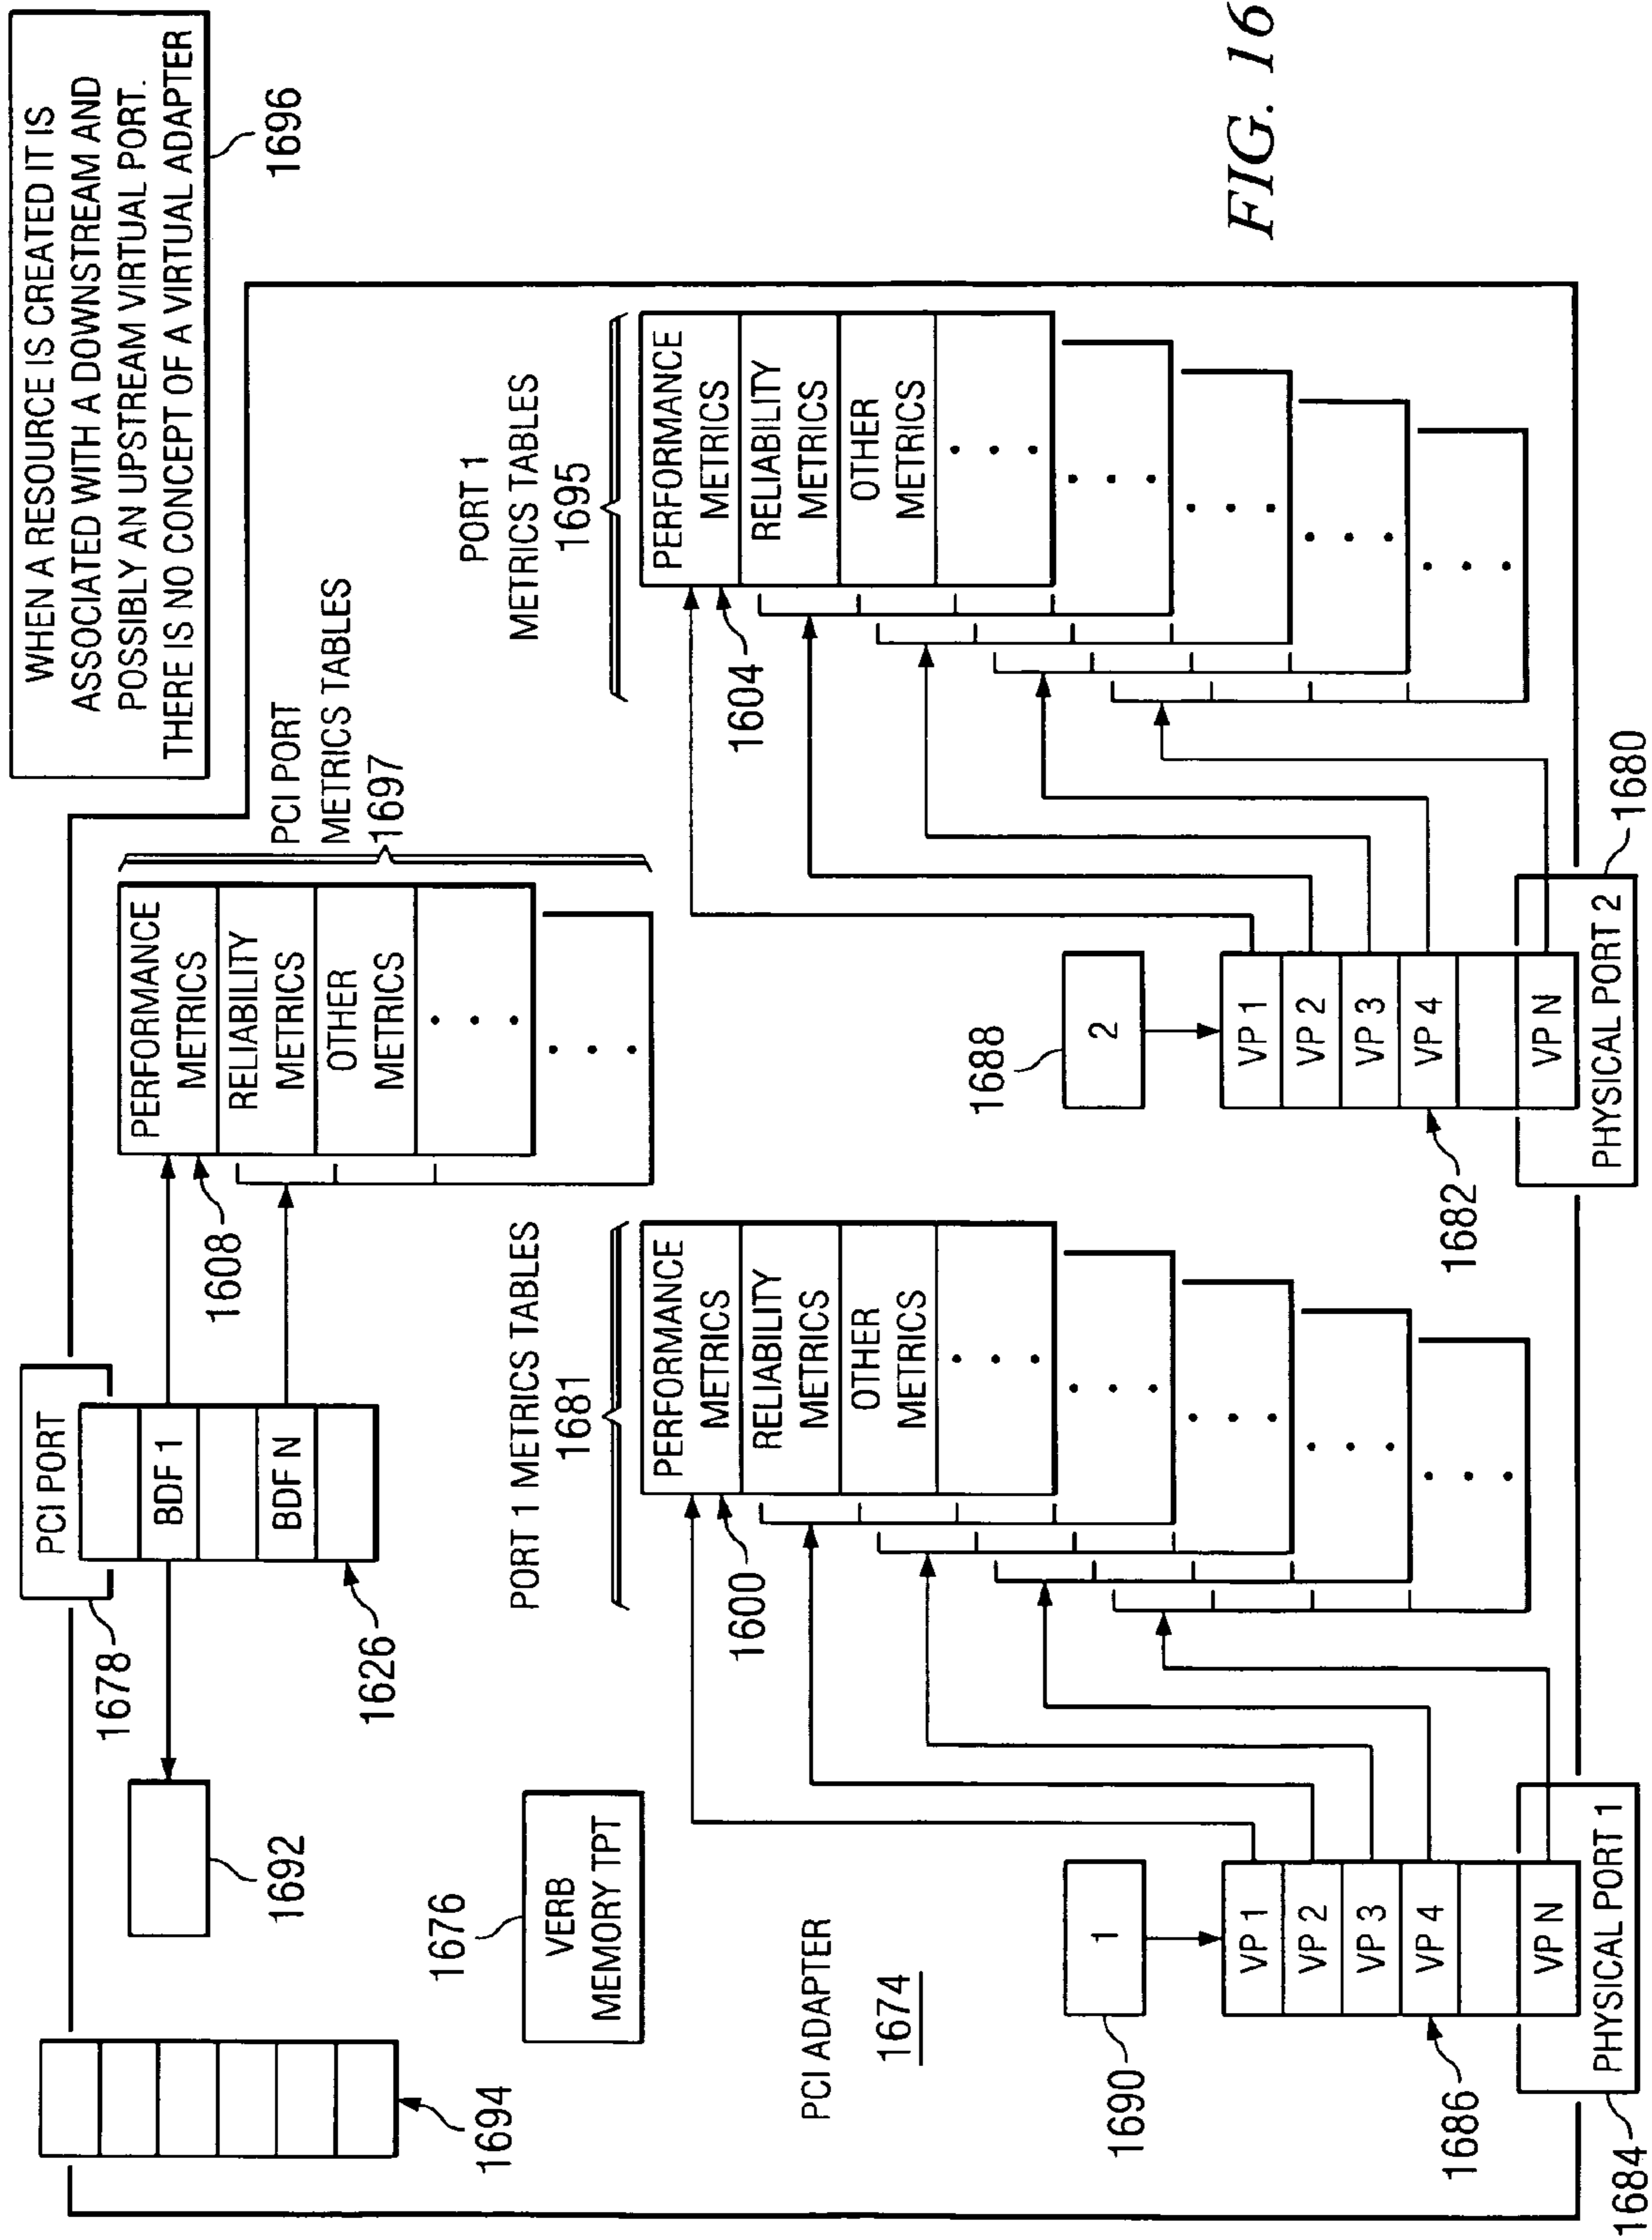 WHEN A RESOURCE IS CREATED IT IS
ASSOCIATED WITH A DOWNSTREAM AND
POSSIBLY AN UPSTREAM VIRTUAL PORT.
THERE IS NO CONCEPT OF A VIRTUAL ADAPTER
1696
1694
1692
1678
PCI PORT
BDF 1
BDF N
1626
1608
PERFORMANCE
METRICS
RELIABILITY
METRICS
OTHER
METRICS
PCI PORT
METRICS TABLES
1697
1676
VERB
MEMORY TPT
PCI ADAPTER
1674
PORT 1 METRICS TABLES
1681
PERFORMANCE
METRICS
RELIABILITY
METRICS
OTHER
METRICS
1600
PORT 1
METRICS TABLES
1695
PERFORMANCE
METRICS
RELIABILITY
METRICS
OTHER
METRICS
1604
1690
1
VP 1
VP 2
VP 3
VP 4
VP N
1686
PHYSICAL PORT 1
1684
1688
2
VP 1
VP 2
VP 3
VP 4
VP N
1682
PHYSICAL PORT 2
1680
FIG. 16